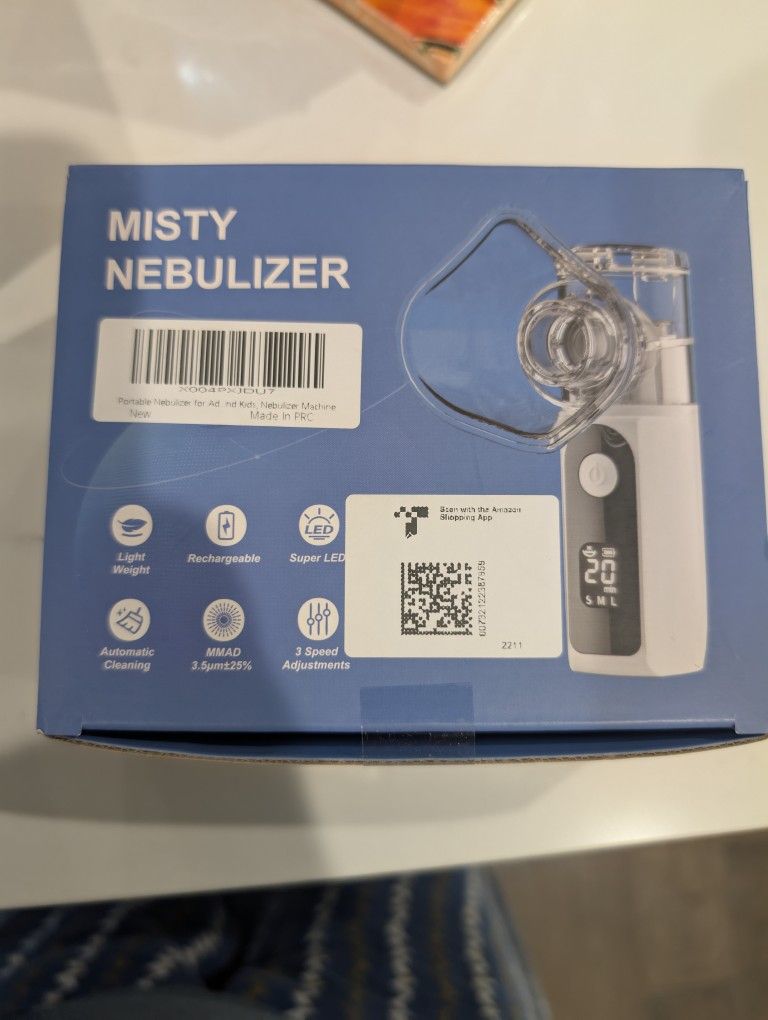 MISTY
NEBULIZER
X004PXJDU7
Portable Nebulizer for Ad nd Kids, Nebulizer Machine
New Made In PRC
Light
Weight
Rechargeable
LED
Super LED
Automatic
Cleaning
MMAD
3.5μm±25%
3 Speed
Adjustments
Scan with the Amazon
Shopping App
2211
20
S M L